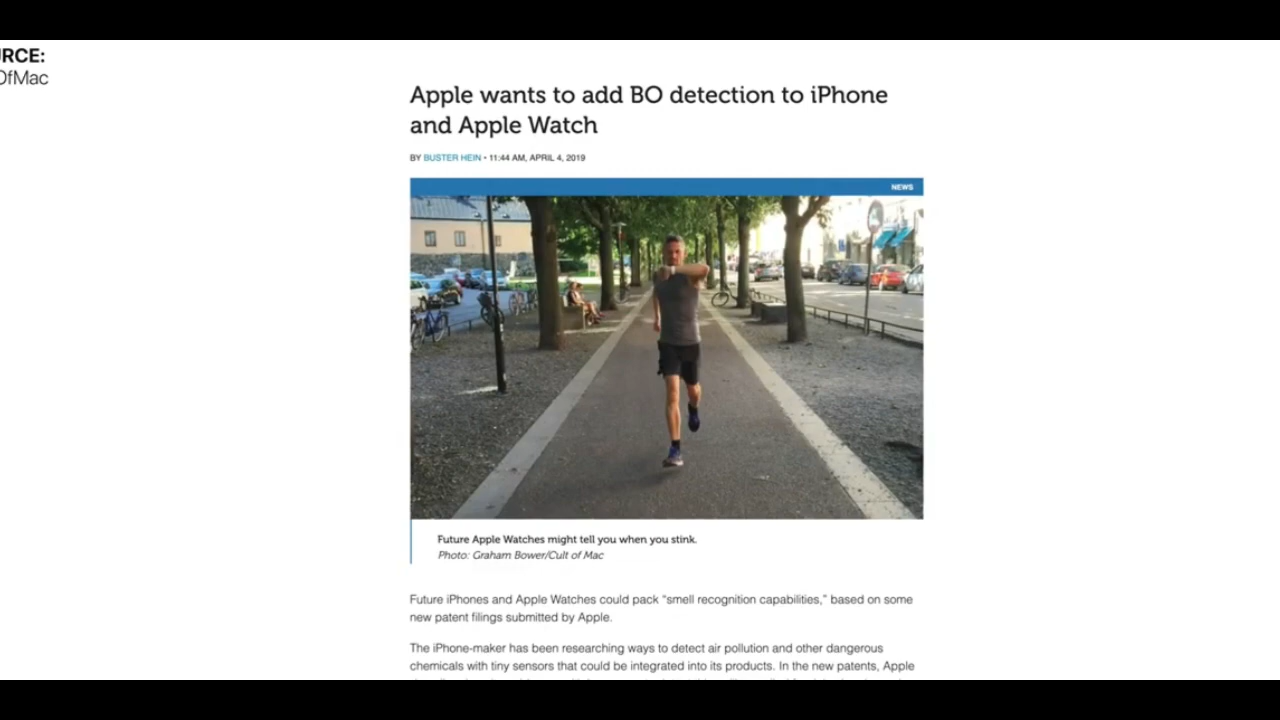 RCE:
OfMac
Apple wants to add BO detection to iPhone
and Apple Watch
BY BUSTER HEIN • 11:44 AM, APRIL 4, 2019
NEWS
Future Apple Watches might tell you when you stink.
Photo: Graham Bower/Cult of Mac
Future iPhones and Apple Watches could pack “smell recognition capabilities,” based on some
new patent filings submitted by Apple.
The iPhone-maker has been researching ways to detect air pollution and other dangerous
chemicals with tiny sensors that could be integrated into its products. In the new patents, Apple